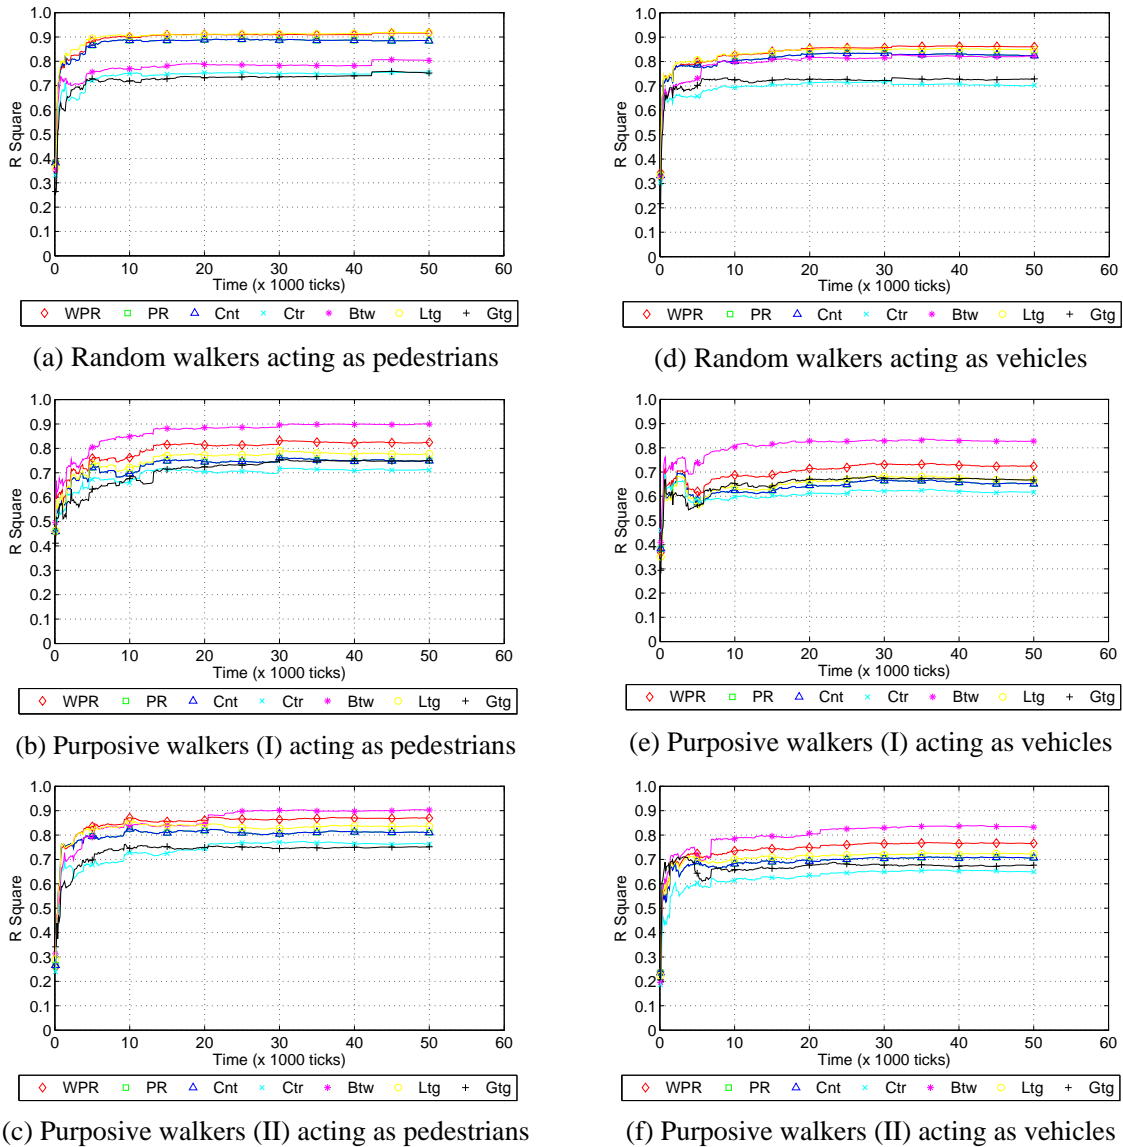 1.0
0.9
0.8
0.7
0.6
0.5
0.4
0.3
0.2
0.1
0
R Square
0 10 20 30 40 50 60
Time (x 1000 ticks)
WPR PR Cnt Ctr Btw Ltg Gtg
(a) Random walkers acting as pedestrians
1.0
0.9
0.8
0.7
0.6
0.5
0.4
0.3
0.2
0.1
0
R Square
0 10 20 30 40 50 60
Time (x 1000 ticks)
WPR PR Cnt Ctr Btw Ltg Gtg
(d) Random walkers acting as vehicles
1.0
0.9
0.8
0.7
0.6
0.5
0.4
0.3
0.2
0.1
0
R Square
0 10 20 30 40 50 60
Time (x 1000 ticks)
WPR PR Cnt Ctr Btw Ltg Gtg
(b) Purposive walkers (I) acting as pedestrians
1.0
0.9
0.8
0.7
0.6
0.5
0.4
0.3
0.2
0.1
0
R Square
0 10 20 30 40 50 60
Time (x 1000 ticks)
WPR PR Cnt Ctr Btw Ltg Gtg
(e) Purposive walkers (I) acting as vehicles
1.0
0.9
0.8
0.7
0.6
0.5
0.4
0.3
0.2
0.1
0
R Square
0 10 20 30 40 50 60
Time (x 1000 ticks)
WPR PR Cnt Ctr Btw Ltg Gtg
(c) Purposive walkers (II) acting as pedestrians
1.0
0.9
0.8
0.7
0.6
0.5
0.4
0.3
0.2
0.1
0
R Square
0 10 20 30 40 50 60
Time (x 1000 ticks)
WPR PR Cnt Ctr Btw Ltg Gtg
(f) Purposive walkers (II) acting as vehicles